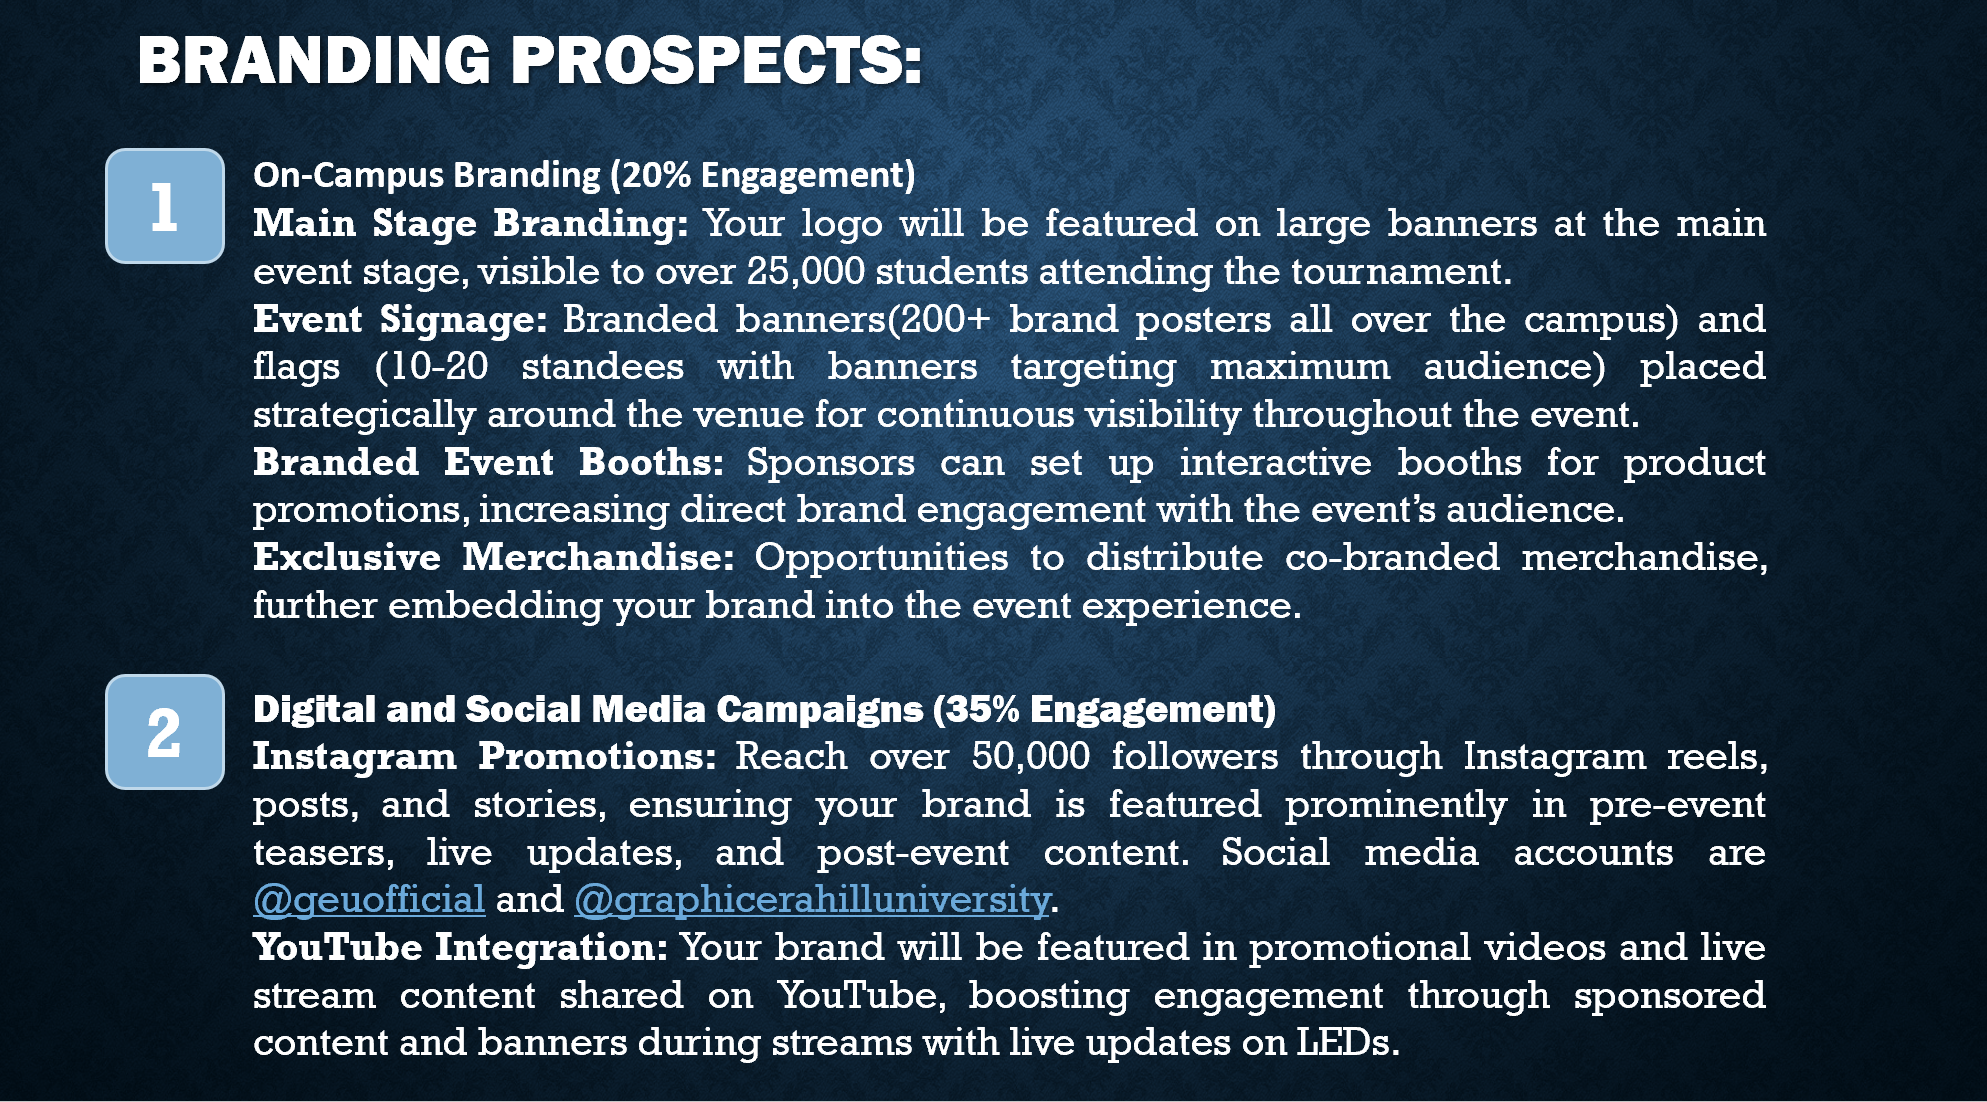 BRANDING PROSPECTS:
1
On-Campus Branding (20% Engagement)
Main Stage Branding: Your logo will be featured on large banners at the main
event stage, visible to over 25,000 students attending the tournament.
Event Signage: Branded banners(200+ brand posters all over the campus) and
flags (10-20 standees with banners targeting maximum audience) placed
strategically around the venue for continuous visibility throughout the event.
Branded Event Booths: Sponsors can set up interactive booths for product
promotions, increasing direct brand engagement with the event’s audience.
Exclusive Merchandise: Opportunities to distribute co-branded merchandise,
further embedding your brand into the event experience.
2
Digital and Social Media Campaigns (35% Engagement)
Instagram Promotions: Reach over 50,000 followers through Instagram reels,
posts, and stories, ensuring your brand is featured prominently in pre-event
teasers, live updates, and post-event content. Social media accounts are
@geuofficial and @graphicerahilluniversity.
YouTube Integration: Your brand will be featured in promotional videos and live
stream content shared on YouTube, boosting engagement through sponsored
content and banners during streams with live updates on LEDs.